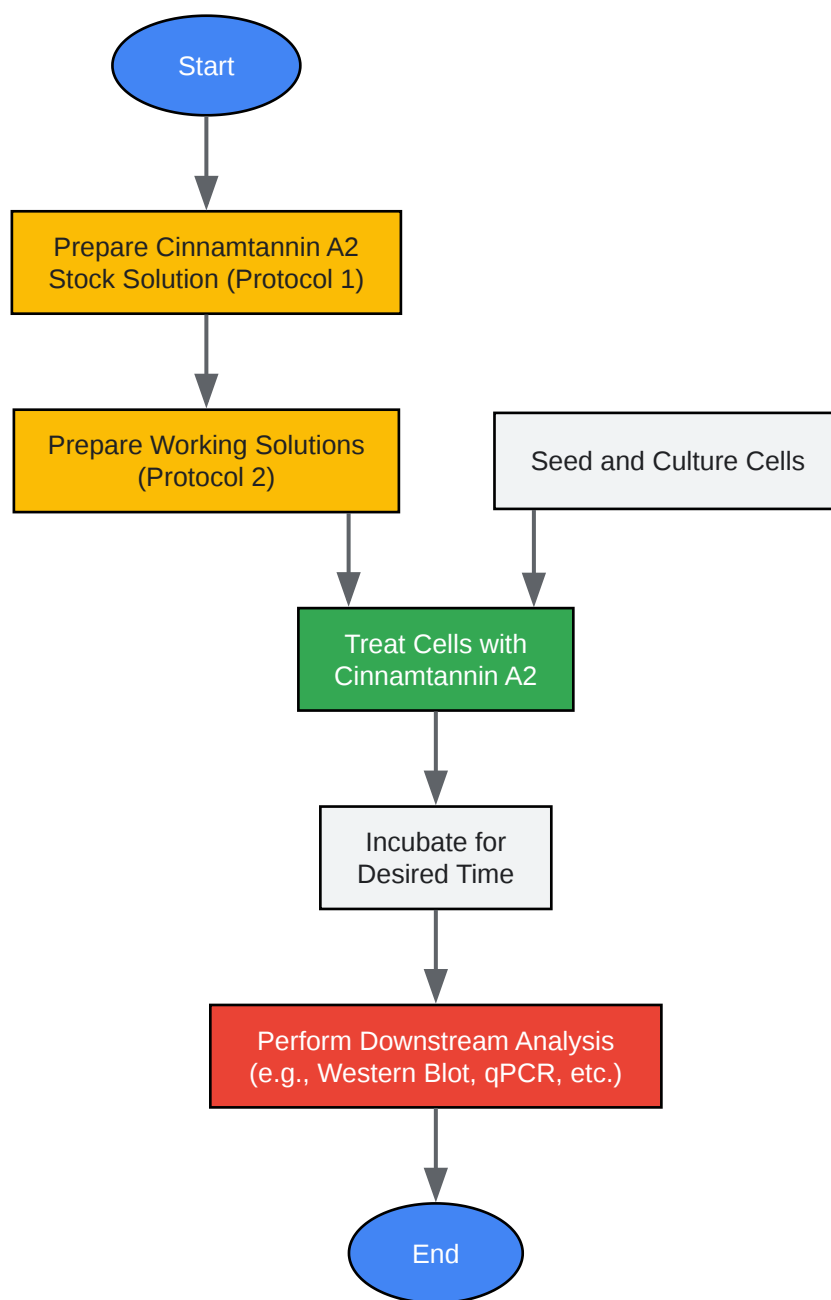 Start
Prepare Cinnamtannin A2
Stock Solution (Protocol 1)
Prepare Working Solutions
(Protocol 2)
Seed and Culture Cells
Treat Cells with
Cinnamtannin A2
Incubate for
Desired Time
Perform Downstream Analysis
(e.g., Western Blot, qPCR, etc.)
End